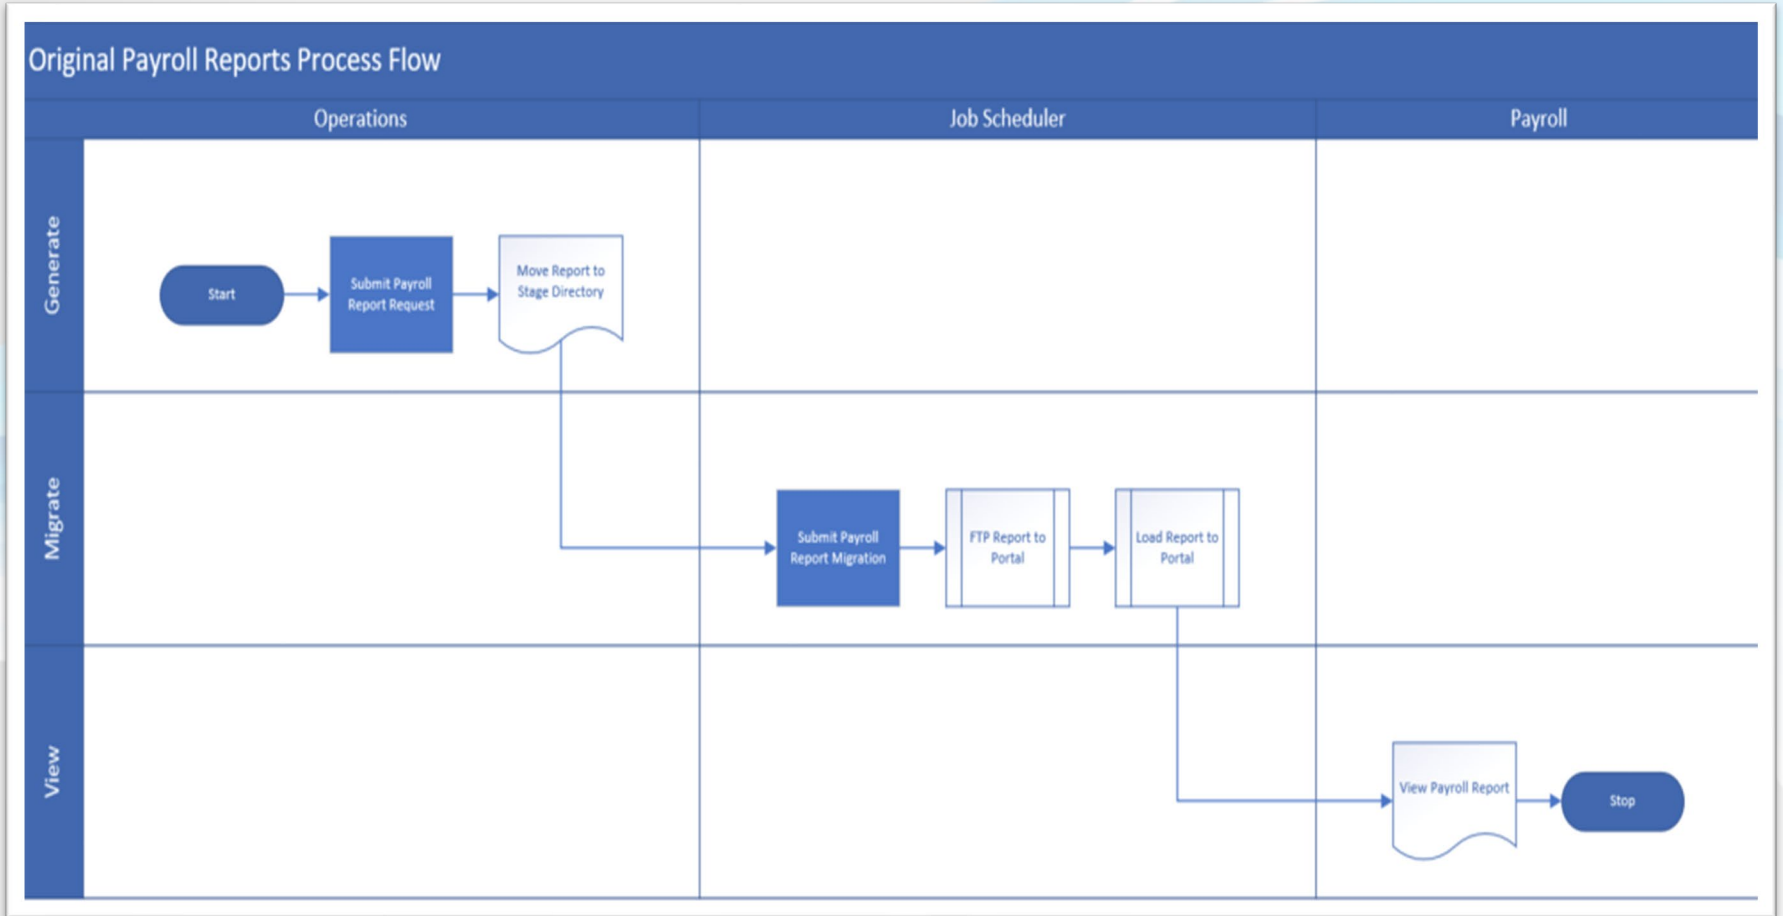 Original Payroll Reports Process Flow
Operations
Job Scheduler
Payroll
Generate
Start
Submit Payroll
Report Request
Move Report to
Stage Directory
Migrate
Submit Payroll
Report Migration
FTP Report to
Portal
Load Report to
Portal
View
View Payroll Report
Stop